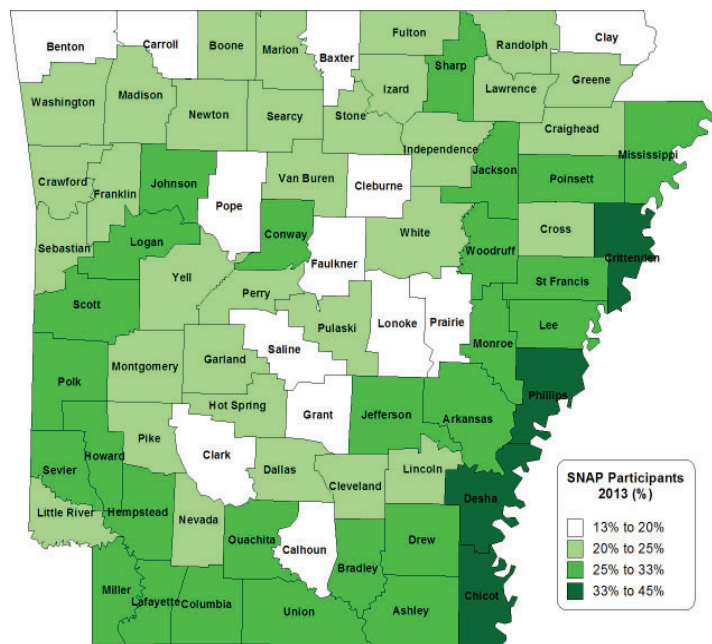 Benton
Carroll
Boone
Marion
Baxter
Fulton
Sharp
Randolph
Clay
Washington
Madison
Newton
Searcy
Stone
Izard
Lawrence
Greene
Independence
Craighead
Mississippi
Crawford
Franklin
Johnson
Pope
Van Buren
Cleburne
Jackson
Poinsett
Sebastian
Logan
Conway
Faulkner
White
Woodruff
Cross
Crittenden
Scott
Yell
Perry
Pulaski
Lonoke
Prairie
St Francis
Lee
Monroe
Saline
Polk
Montgomery
Garland
Hot Spring
Grant
Jefferson
Arkansas
Phillips
Sevier
Howard
Pike
Clark
Dallas
Cleveland
Lincoln
Desha
Little River
Hempstead
Nevada
Ouachita
Calhoun
Bradley
Drew
Chicot
Miller
Lafayette
Columbia
Union
Ashley
SNAP Participants
2013 (%)
13% to 20%
20% to 25%
25% to 33%
33% to 45%